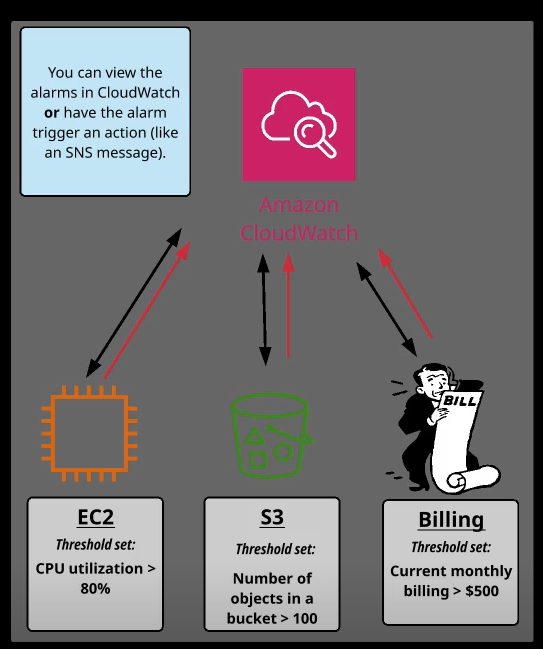 You can view the
alarms in CloudWatch
or have the alarm
trigger an action (like
an SNS message).
Amazon
CloudWatch
BILL
EC2
Threshold set:
CPU utilization >
80%
S3
Threshold set:
Number of
objects in a
bucket > 100
Billing
Threshold set:
Current monthly
billing > $500